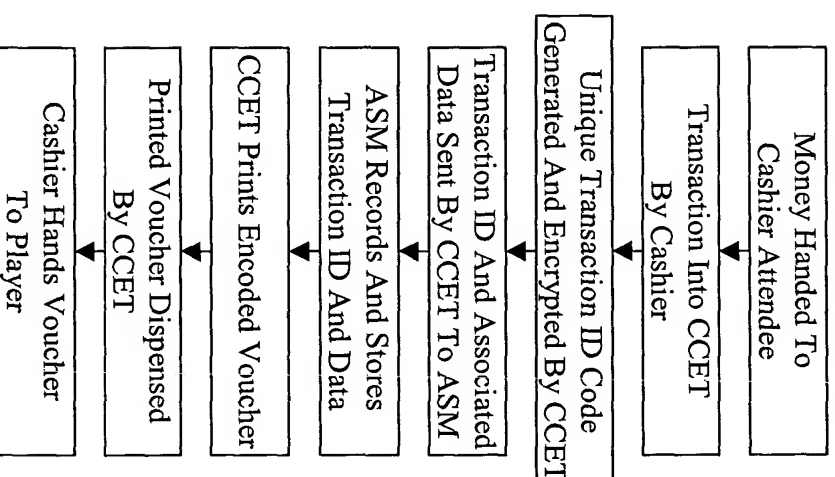 Money Handed To
Cashier Attendee
Transaction Into CCET
By Cashier
Unique Transaction ID Code
Generated And Encrypted By CCET
Transaction ID And Associated
Data Sent By CCET To ASM
ASM Records And Stores
Transaction ID And Data
CCET Prints Encoded Voucher
Printed Voucher Dispensed
By CCET
Cashier Hands Voucher
To Player